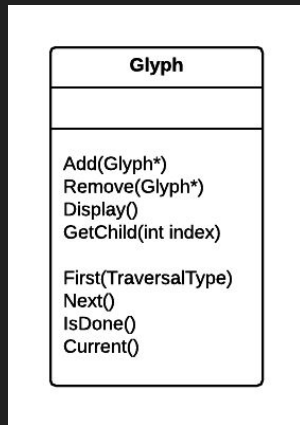 Glyph
Add(Glyph*)
Remove(Glyph*)
Display()
GetChild(int index)
First(TraversalType)
Next()
IsDone()
Current()